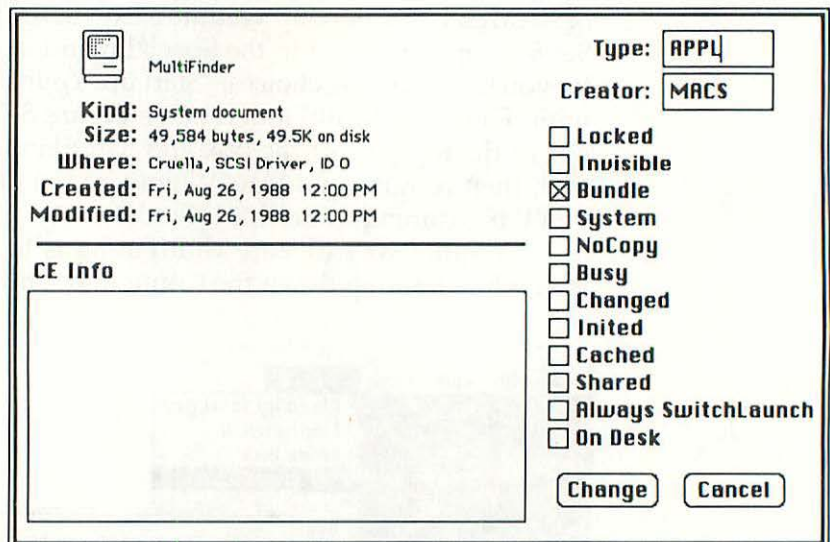 MultiFinder
Kind: System document
Size: 49,584 bytes, 49.5K on disk
Where: Cruella, SCSI Driver, ID 0
Created: Fri, Aug 26, 1988 12:00 PM
Modified: Fri, Aug 26, 1988 12:00 PM
CE Info
Type: APPL
Creator: MACS
Locked
Invisible
Bundle
System
NoCopy
Busy
Changed
Inited
Cached
Shared
Always SwitchLaunch
On Desk
Change Cancel